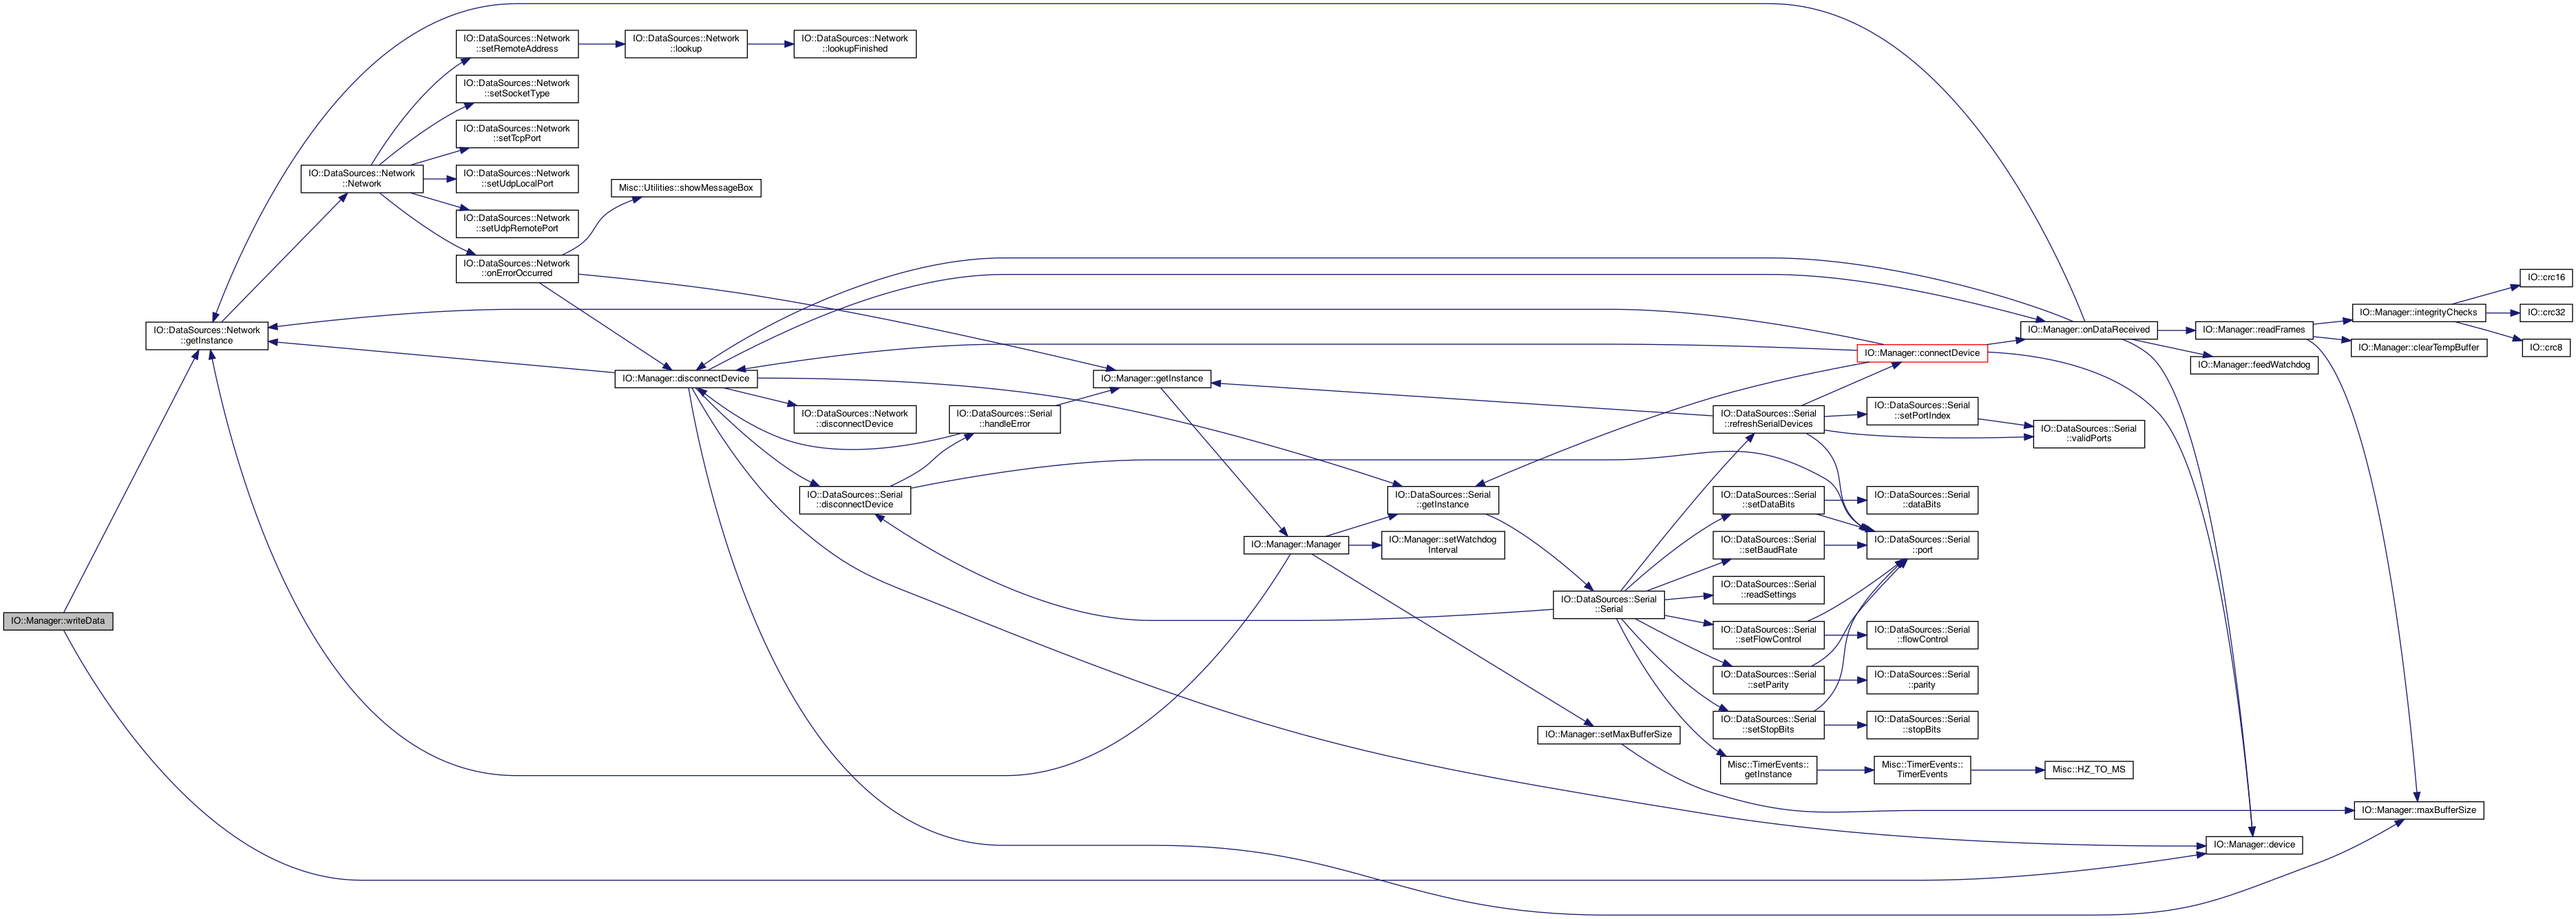 IO::Manager::writeData
IO::DataSources::Network
::getInstance
IO::DataSources::Network
::Network
IO::DataSources::Network
::setRemoteAddress
IO::DataSources::Network
::lookup
IO::DataSources::Network
::lookupFinished
IO::DataSources::Network
::setSocketType
IO::DataSources::Network
::setTcpPort
IO::DataSources::Network
::setUdpLocalPort
IO::DataSources::Network
::setUdpRemotePort
IO::DataSources::Network
::onErrorOccurred
Misc::Utilities::showMessageBox
IO::Manager::disconnectDevice
IO::DataSources::Network
::disconnectDevice
IO::DataSources::Serial
::disconnectDevice
IO::DataSources::Serial
::handleError
IO::Manager::getInstance
IO::Manager::Manager
IO::DataSources::Serial
::getInstance
IO::Manager::setWatchdog
Interval
IO::DataSources::Serial
::Serial
IO::Manager::setMaxBufferSize
IO::DataSources::Serial
::refreshSerialDevices
IO::DataSources::Serial
::setDataBits
IO::DataSources::Serial
::setBaudRate
IO::DataSources::Serial
::readSettings
IO::DataSources::Serial
::setFlowControl
IO::DataSources::Serial
::setParity
IO::DataSources::Serial
::setStopBits
Misc::TimerEvents::
getInstance
IO::Manager::connectDevice
IO::DataSources::Serial
::setPortIndex
IO::DataSources::Serial
::dataBits
IO::DataSources::Serial
::port
IO::DataSources::Serial
::flowControl
IO::DataSources::Serial
::parity
IO::DataSources::Serial
::stopBits
Misc::TimerEvents::
TimerEvents
Misc::HZ_TO_MS
IO::DataSources::Serial
::validPorts
IO::Manager::onDataReceived
IO::Manager::readFrames
IO::Manager::feedWatchdog
IO::Manager::integrityChecks
IO::Manager::clearTempBuffer
IO::crc16
IO::crc32
IO::crc8
IO::Manager::maxBufferSize
IO::Manager::device